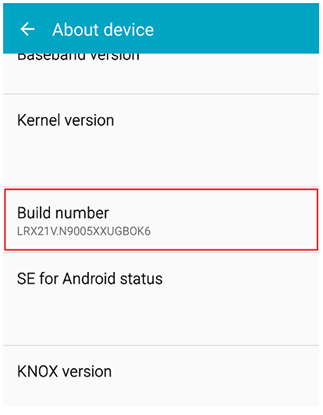 About device
Baseband version
Kernel version
Build number
LRX21V.N9005XXUGBOK6
SE for Android status
KNOX version